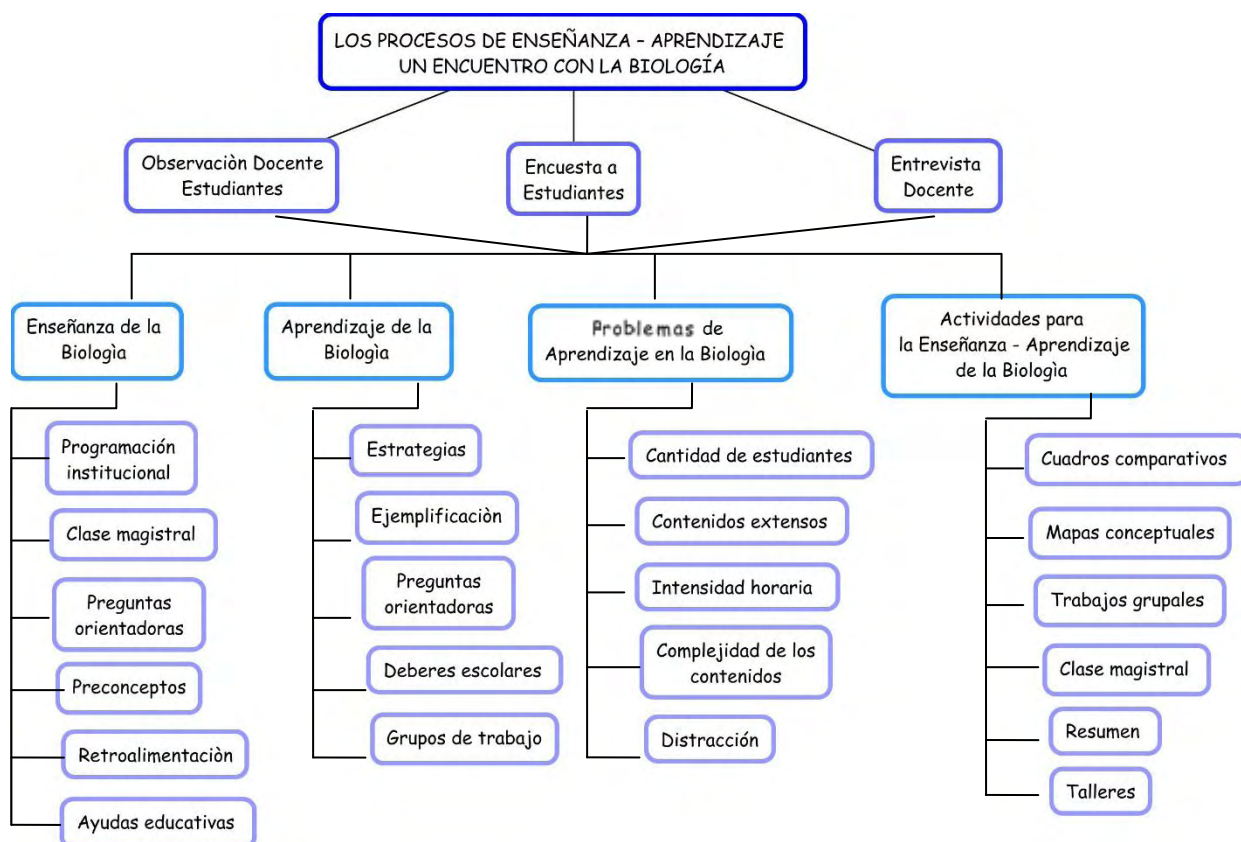 LOS PROCESOS DE ENSEÑANZA – APRENDIZAJE
UN ENCUENTRO CON LA BIOLOGÍA
Observaciòn Docente
Estudiantes
Encuesta a
Estudiantes
Entrevista
Docente
Enseñanza de la
Biologìa
Programación
institucional
Clase magistral
Preguntas
orientadoras
Preconceptos
Retroalimentaciòn
Ayudas educativas
Aprendizaje de la
Biologìa
Estrategias
Ejemplificaciòn
Preguntas
orientadoras
Deberes escolares
Grupos de trabajo
Problemas de
Aprendizaje en la Biologìa
Cantidad de estudiantes
Contenidos extensos
Intensidad horaria
Complejidad de los
contenidos
Distracción
Actividades para
la Enseñanza - Aprendizaje
de la Biologìa
Cuadros comparativos
Mapas conceptuales
Trabajos grupales
Clase magistral
Resumen
Talleres